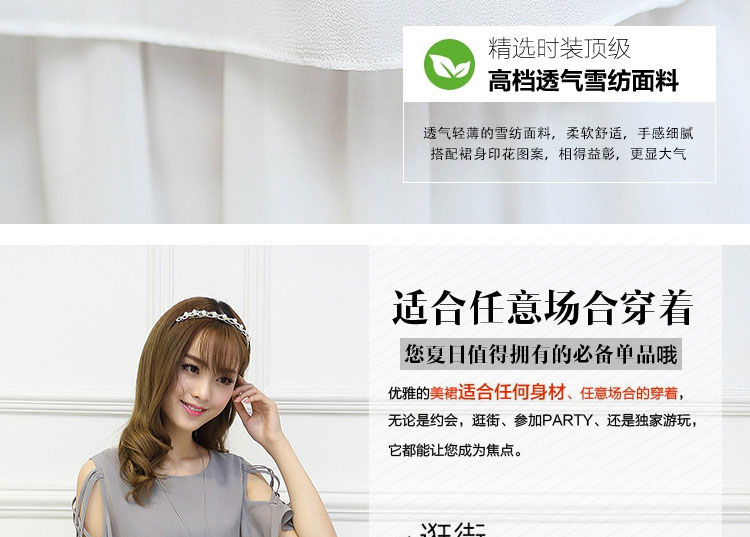 精选时装顶级
高档透气雪纺面料
透气轻薄的雪纺面料，柔软舒适，手感细腻
搭配裙身印花图案，相得益彰，更显大气
适合任意场合穿着
您夏日值得拥有的必备单品哦
优雅的美裙适合任何身材、任意场合的穿着，
无论是约会，逛街、参加PARTY、还是独家游玩，
它都能让您成为焦点。
逛街